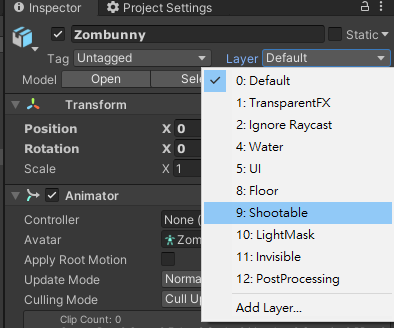 Inspector
Project Settings
Zombunny
Static
Tag Untagged
Layer Default
Model Open
0: Default
1: TransparentFX
2: Ignore Raycast
4: Water
5: UI
8: Floor
9: Shootable
10: LightMask
11: Invisible
12: PostProcessing
Add Layer...
Transform
Position X 0
Rotation X 0
Scale X 1
Animator
Controller None (
Avatar Zom
Apply Root Motion
Update Mode Norma
Culling Mode Cull Up
Clip Count: 0